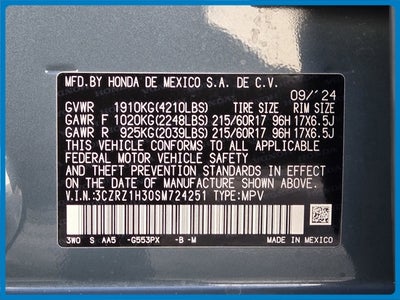 MFD.BY HONDA DE MEXICO S.A. DE C.V.
09/'24
GVWR 1910KG(4210LBS) TIRE SIZE RIM SIZE
GAWR F 1020KG(2248LBS) 215/60R17 96H 17X6.5J
GAWR R 925KG(2039LBS) 215/60R17 96H 17X6.5J
THIS VEHICLE CONFORMS TO ALL APPLICABLE
FEDERAL MOTOR VEHICLE SAFETY AND THEFT
PREVENTION STANDARDS IN EFFECT ON THE
DATE OF MANUFACTURE SHOWN ABOVE.
V.I.N.:3CZRZ1H30SM724251 TYPE:MPV
3W0 S AA5 -G553PX -B -M MADE IN MEXICO